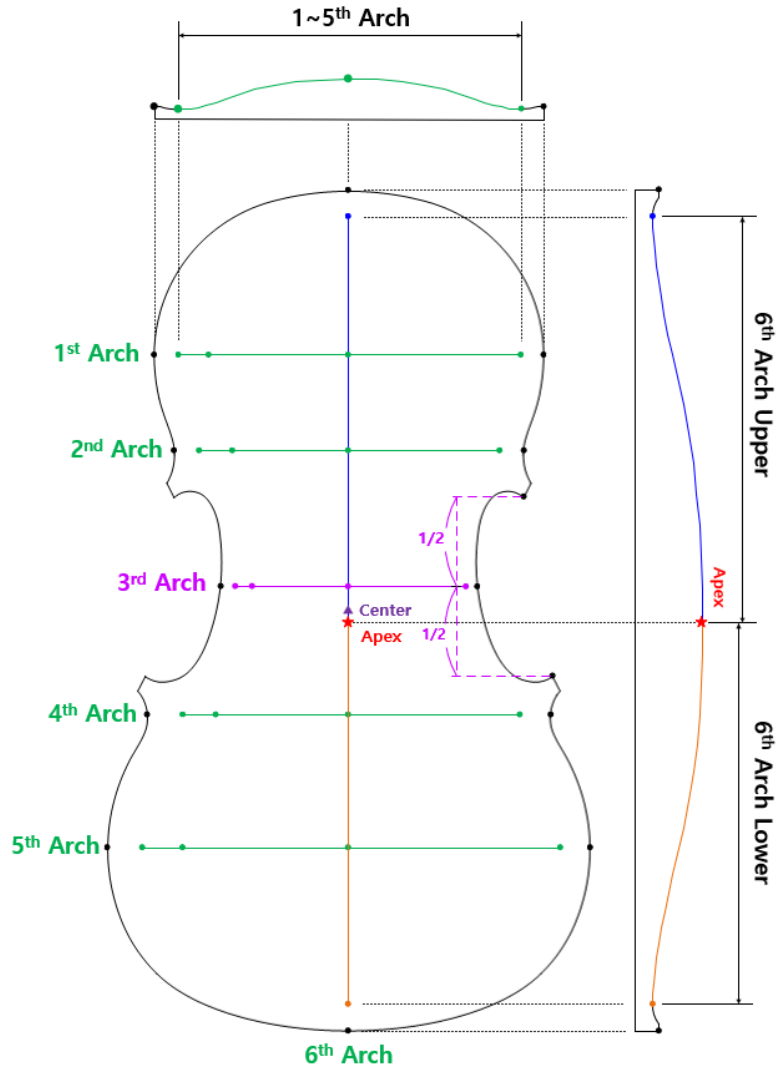 1~5th Arch
1st Arch
2nd Arch
1/2
3rd Arch
Center
Apex
1/2
4th Arch
5th Arch
6th Arch
6th Arch Upper
Apex
6th Arch Lower